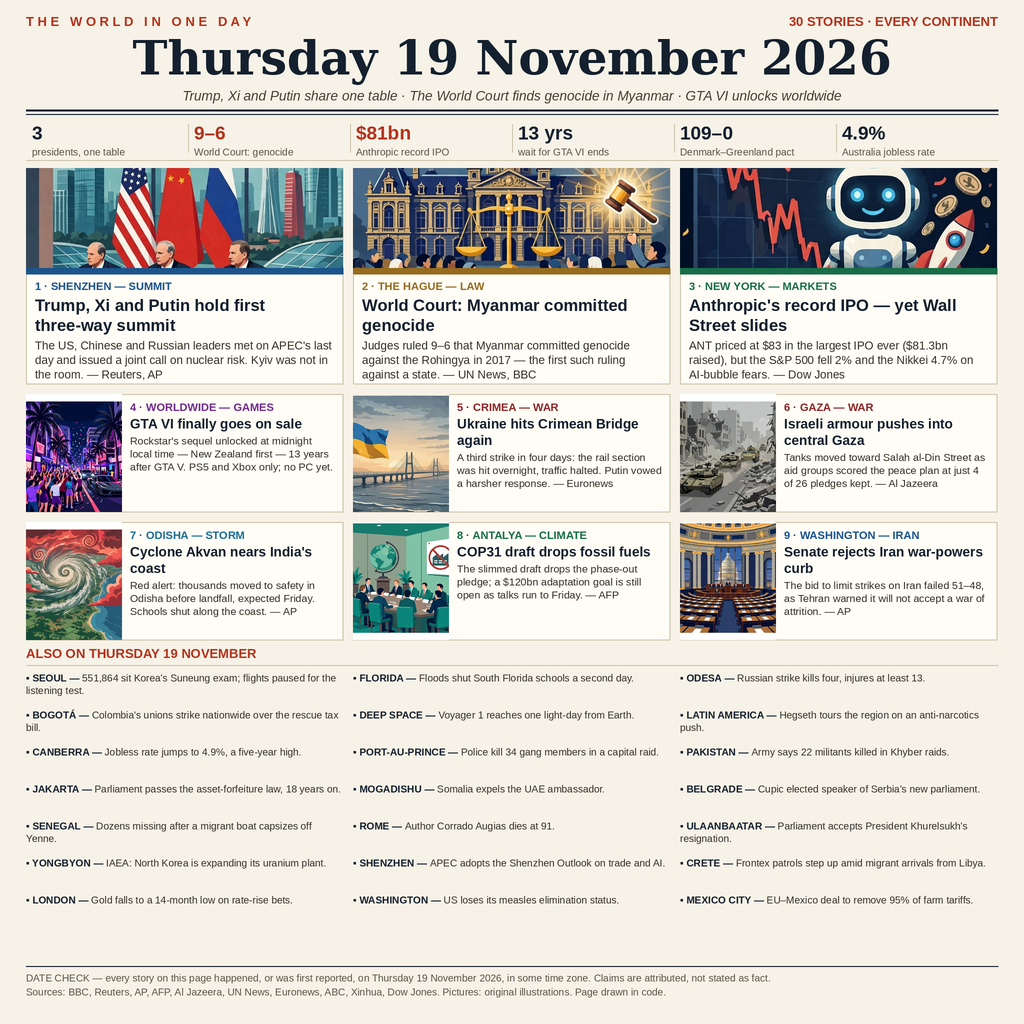 THE WORLD IN ONE DAY
30 STORIES · EVERY CONTINENT
Thursday 19 November 2026
Trump, Xi and Putin share one table · The World Court finds genocide in Myanmar · GTA VI unlocks worldwide
3
presidents, one table
9–6
World Court: genocide
$81bn
Anthropic record IPO
13 yrs
wait for GTA VI ends
109–0
Denmark–Greenland pact
4.9%
Australia jobless rate
1 · SHENZHEN — SUMMIT
Trump, Xi and Putin hold first
three-way summit
The US, Chinese and Russian leaders met on APEC's last
day and issued a joint call on nuclear risk. Kyiv was not in
the room. — Reuters, AP
2 · THE HAGUE — LAW
World Court: Myanmar committed
genocide
Judges ruled 9–6 that Myanmar committed genocide
against the Rohingya in 2017 — the first such ruling
against a state. — UN News, BBC
3 · NEW YORK — MARKETS
Anthropic's record IPO — yet Wall
Street slides
ANT priced at $83 in the largest IPO ever ($81.3bn
raised), but the S&P 500 fell 2% and the Nikkei 4.7% on
AI-bubble fears. — Dow Jones
4 · WORLDWIDE — GAMES
GTA VI finally goes on sale
Rockstar's sequel unlocked at midnight
local time — New Zealand first — 13 years
after GTA V. PS5 and Xbox only; no PC yet.
5 · CRIMEA — WAR
Ukraine hits Crimean Bridge
again
A third strike in four days: the rail section
was hit overnight, traffic halted. Putin vowed
a harsher response. — Euronews
6 · GAZA — WAR
Israeli armour pushes into
central Gaza
Tanks moved toward Salah al-Din Street as
aid groups scored the peace plan at just 4
of 26 pledges kept. — Al Jazeera
7 · ODISHA — STORM
Cyclone Akvan nears India's
coast
Red alert: thousands moved to safety in
Odisha before landfall, expected Friday.
Schools shut along the coast. — AP
8 · ANTALYA — CLIMATE
COP31 draft drops fossil fuels
The slimmed draft drops the phase-out
pledge; a $120bn adaptation goal is still
open as talks run to Friday. — AFP
9 · WASHINGTON — IRAN
Senate rejects Iran war-powers
curb
The bid to limit strikes on Iran failed 51–48,
as Tehran warned it will not accept a war of
attrition. — AP
ALSO ON THURSDAY 19 NOVEMBER
▪ SEOUL — 551,864 sit Korea's Suneung exam; flights paused for the
listening test.
▪ FLORIDA — Floods shut South Florida schools a second day.
▪ ODESA — Russian strike kills four, injures at least 13.
▪ BOGOTÁ — Colombia's unions strike nationwide over the rescue tax
bill.
▪ DEEP SPACE — Voyager 1 reaches one light-day from Earth.
▪ LATIN AMERICA — Hegseth tours the region on an anti-narcotics
push.
▪ CANBERRA — Jobless rate jumps to 4.9%, a five-year high.
▪ PORT-AU-PRINCE — Police kill 34 gang members in a capital raid.
▪ PAKISTAN — Army says 22 militants killed in Khyber raids.
▪ JAKARTA — Parliament passes the asset-forfeiture law, 18 years on.
▪ MOGADISHU — Somalia expels the UAE ambassador.
▪ BELGRADE — Cupic elected speaker of Serbia's new parliament.
▪ SENEGAL — Dozens missing after a migrant boat capsizes off
Yenne.
▪ ROME — Author Corrado Augias dies at 91.
▪ ULAANBAATAR — Parliament accepts President Khurelsukh's
resignation.
▪ YONGBYON — IAEA: North Korea is expanding its uranium plant.
▪ SHENZHEN — APEC adopts the Shenzhen Outlook on trade and AI.
▪ CRETE — Frontex patrols step up amid migrant arrivals from Libya.
▪ LONDON — Gold falls to a 14-month low on rate-rise bets.
▪ WASHINGTON — US loses its measles elimination status.
▪ MEXICO CITY — EU–Mexico deal to remove 95% of farm tariffs.
DATE CHECK — every story on this page happened, or was first reported, on Thursday 19 November 2026, in some time zone. Claims are attributed, not stated as fact.
Sources: BBC, Reuters, AP, AFP, Al Jazeera, UN News, Euronews, ABC, Xinhua, Dow Jones. Pictures: original illustrations. Page drawn in code.